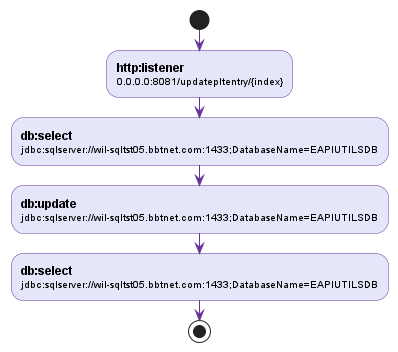 http:listener
0.0.0.0:8081/updatepltentry/{index}
db:select
jdbc:sqlserver://wil-sqltst05.bbtnet.com:1433;DatabaseName=EAPIUTILSDB
db:update
jdbc:sqlserver://wil-sqltst05.bbtnet.com:1433;DatabaseName=EAPIUTILSDB
db:select
jdbc:sqlserver://wil-sqltst05.bbtnet.com:1433;DatabaseName=EAPIUTILSDB